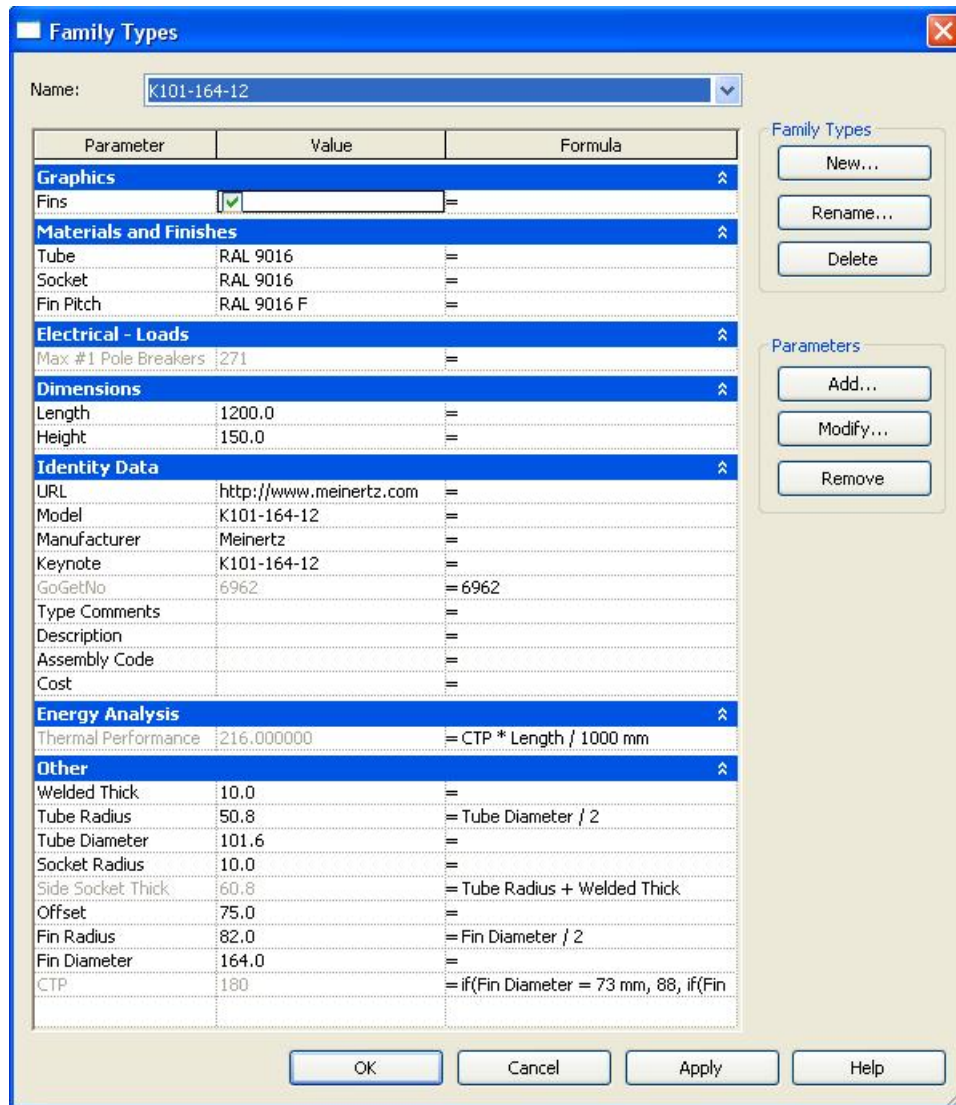 Family Types
Name: K101-164-12
Family Types
Parameter Value Formula
New...
Graphics
Fins =
Rename...
Materials and Finishes
Tube RAL 9016 =
Delete
Socket RAL 9016 =
Fin Pitch RAL 9016 F =
Electrical - Loads
Parameters
Max #1 Pole Breakers 271 =
Dimensions
Add...
Length 1200.0 =
Modify...
Height 150.0 =
Identity Data
Remove
URL http://www.meinertz.com =
Model K101-164-12 =
Manufacturer Meinertz =
Keynote K101-164-12 =
GoGetNo 6962 = 6962
Type Comments =
Description =
Assembly Code =
Cost =
Energy Analysis
Thermal Performance 216.000000 = CTP * Length / 1000 mm
Other
Welded Thick 10.0 =
Tube Radius 50.8 = Tube Diameter / 2
Tube Diameter 101.6 =
Socket Radius 10.0 =
Side Socket Thick 60.8 = Tube Radius + Welded Thick
Offset 75.0 =
Fin Radius 82.0 = Fin Diameter / 2
Fin Diameter 164.0 =
CTP 180 = if(Fin Diameter = 73 mm, 88, if(Fin
OK Cancel Apply Help